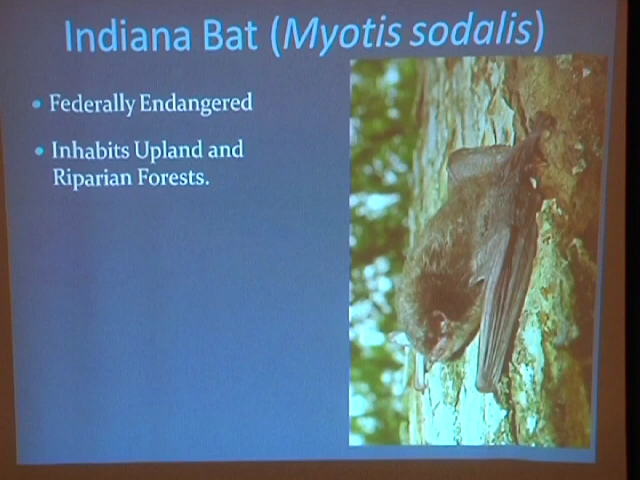 Indiana Bat (Myotis sodalis)
• Federally Endangered
• Inhabits Upland and
Riparian Forests.